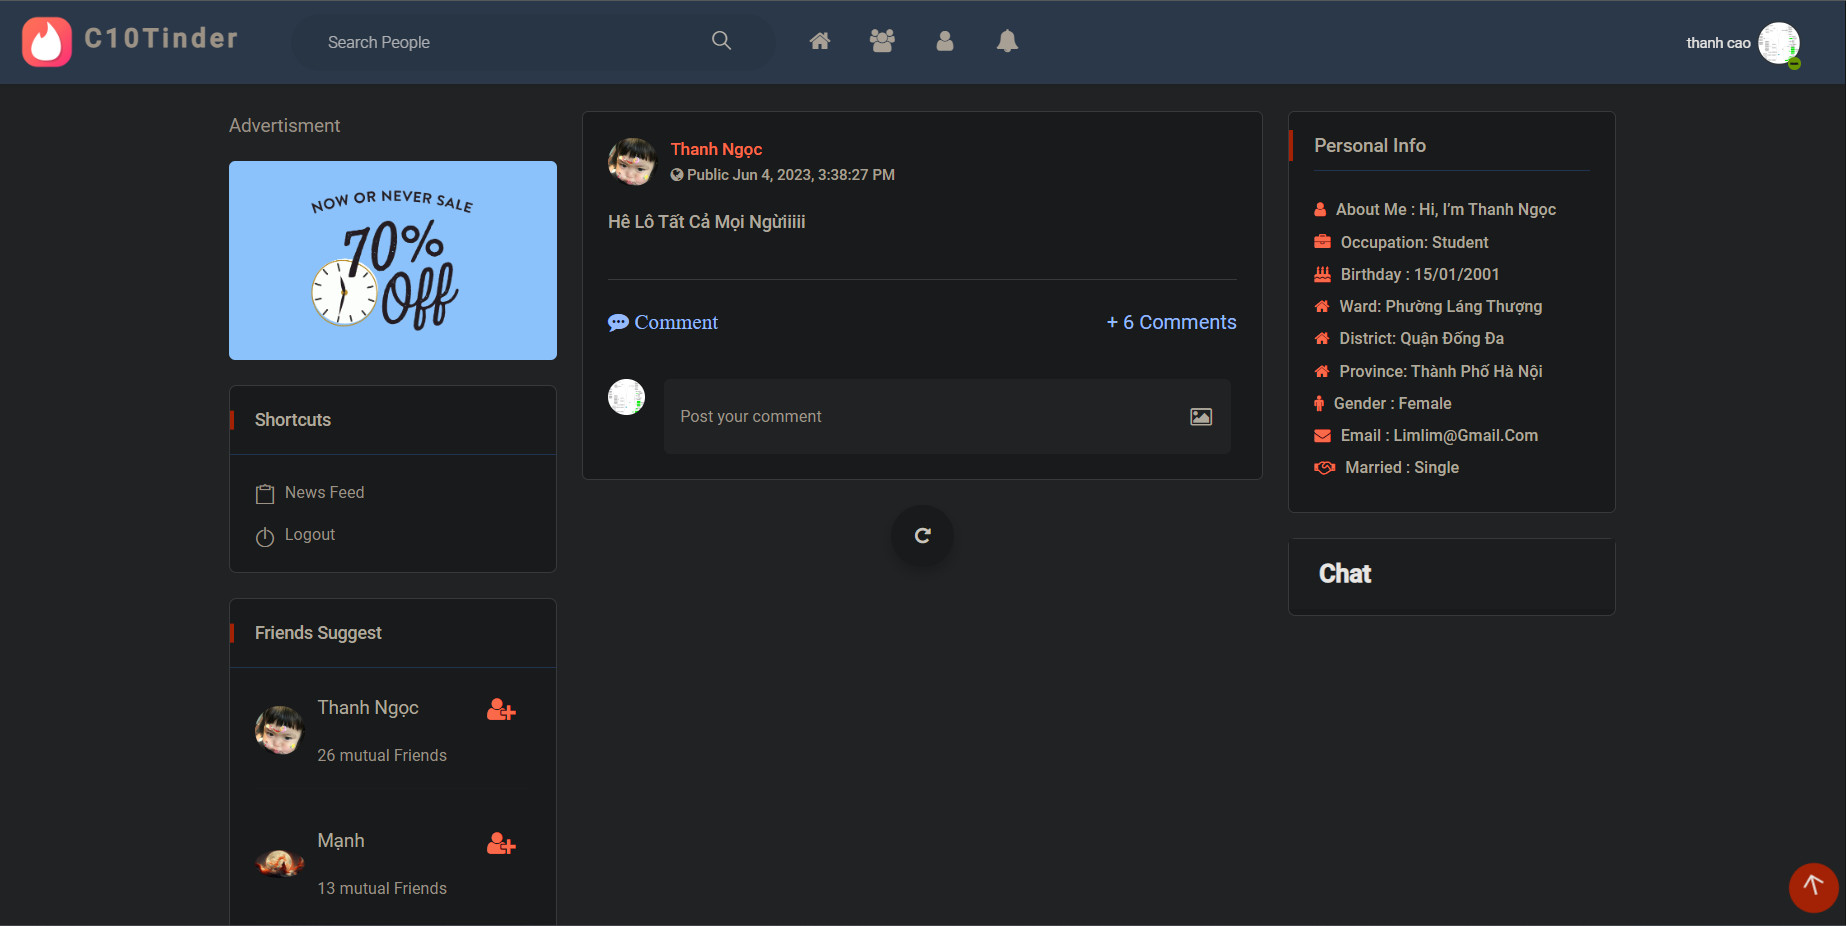 C10Tinder
Search People
thanh cao
Advertisment
NOW OR NEVER SALE
70%
Off
Shortcuts
News Feed
Logout
Friends Suggest
Thanh Ngọc
26 mutual Friends
Mạnh
13 mutual Friends
Thanh Ngọc
Public Jun 4, 2023, 3:38:27 PM
Hê Lô Tất Cả Mọi Ngườìiiii
Comment
+ 6 Comments
Post your comment
Personal Info
About Me : Hi, I’m Thanh Ngọc
Occupation: Student
Birthday : 15/01/2001
Ward: Phường Láng Thượng
District: Quận Đống Đa
Province: Thành Phố Hà Nội
Gender : Female
Email : Limlim@Gmail.Com
Married : Single
Chat